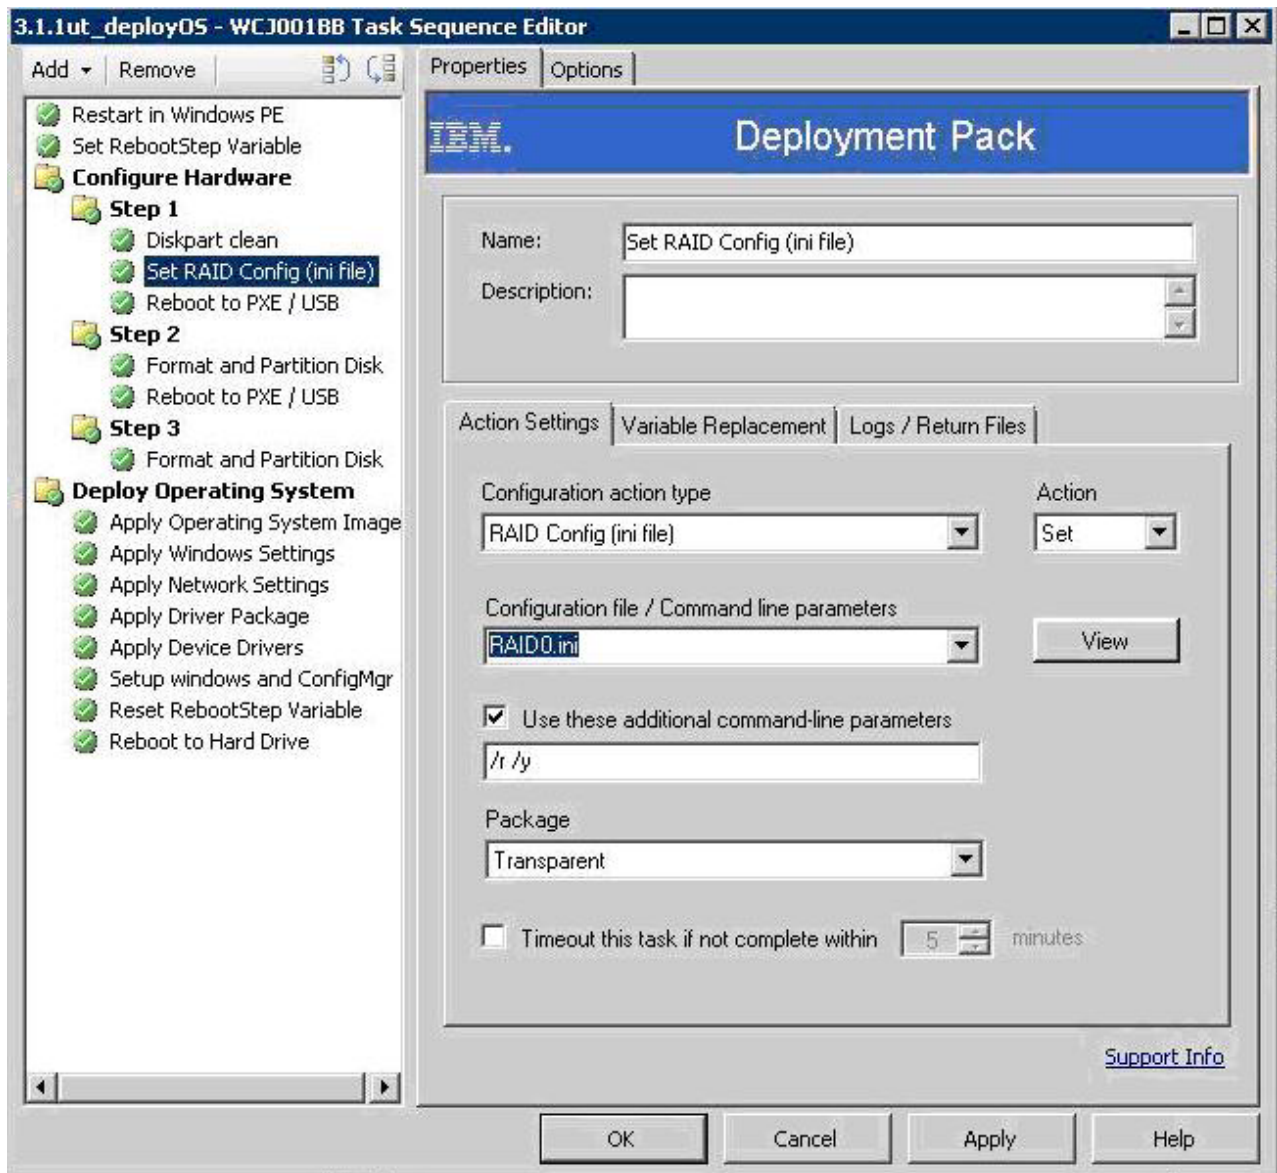 3.1.1ut_deployOS - WCJ001BB Task Sequence Editor
Add Remove
Restart in Windows PE
Set RebootStep Variable
Configure Hardware
Step 1
Diskpart clean
Set RAID Config (ini file)
Reboot to PXE / USB
Step 2
Format and Partition Disk
Reboot to PXE / USB
Step 3
Format and Partition Disk
Deploy Operating System
Apply Operating System Image
Apply Windows Settings
Apply Network Settings
Apply Driver Package
Apply Device Drivers
Setup windows and ConfigMgr
Reset RebootStep Variable
Reboot to Hard Drive
Properties Options
IBM. Deployment Pack
Name: Set RAID Config (ini file)
Description:
Action Settings Variable Replacement Logs / Return Files
Configuration action type Action
RAID Config (ini file) Set
Configuration file / Command line parameters
RAID0.ini View
Use these additional command-line parameters
/r /y
Package
Transparent
Timeout this task if not complete within 5 minutes
Support Info
OK Cancel Apply Help